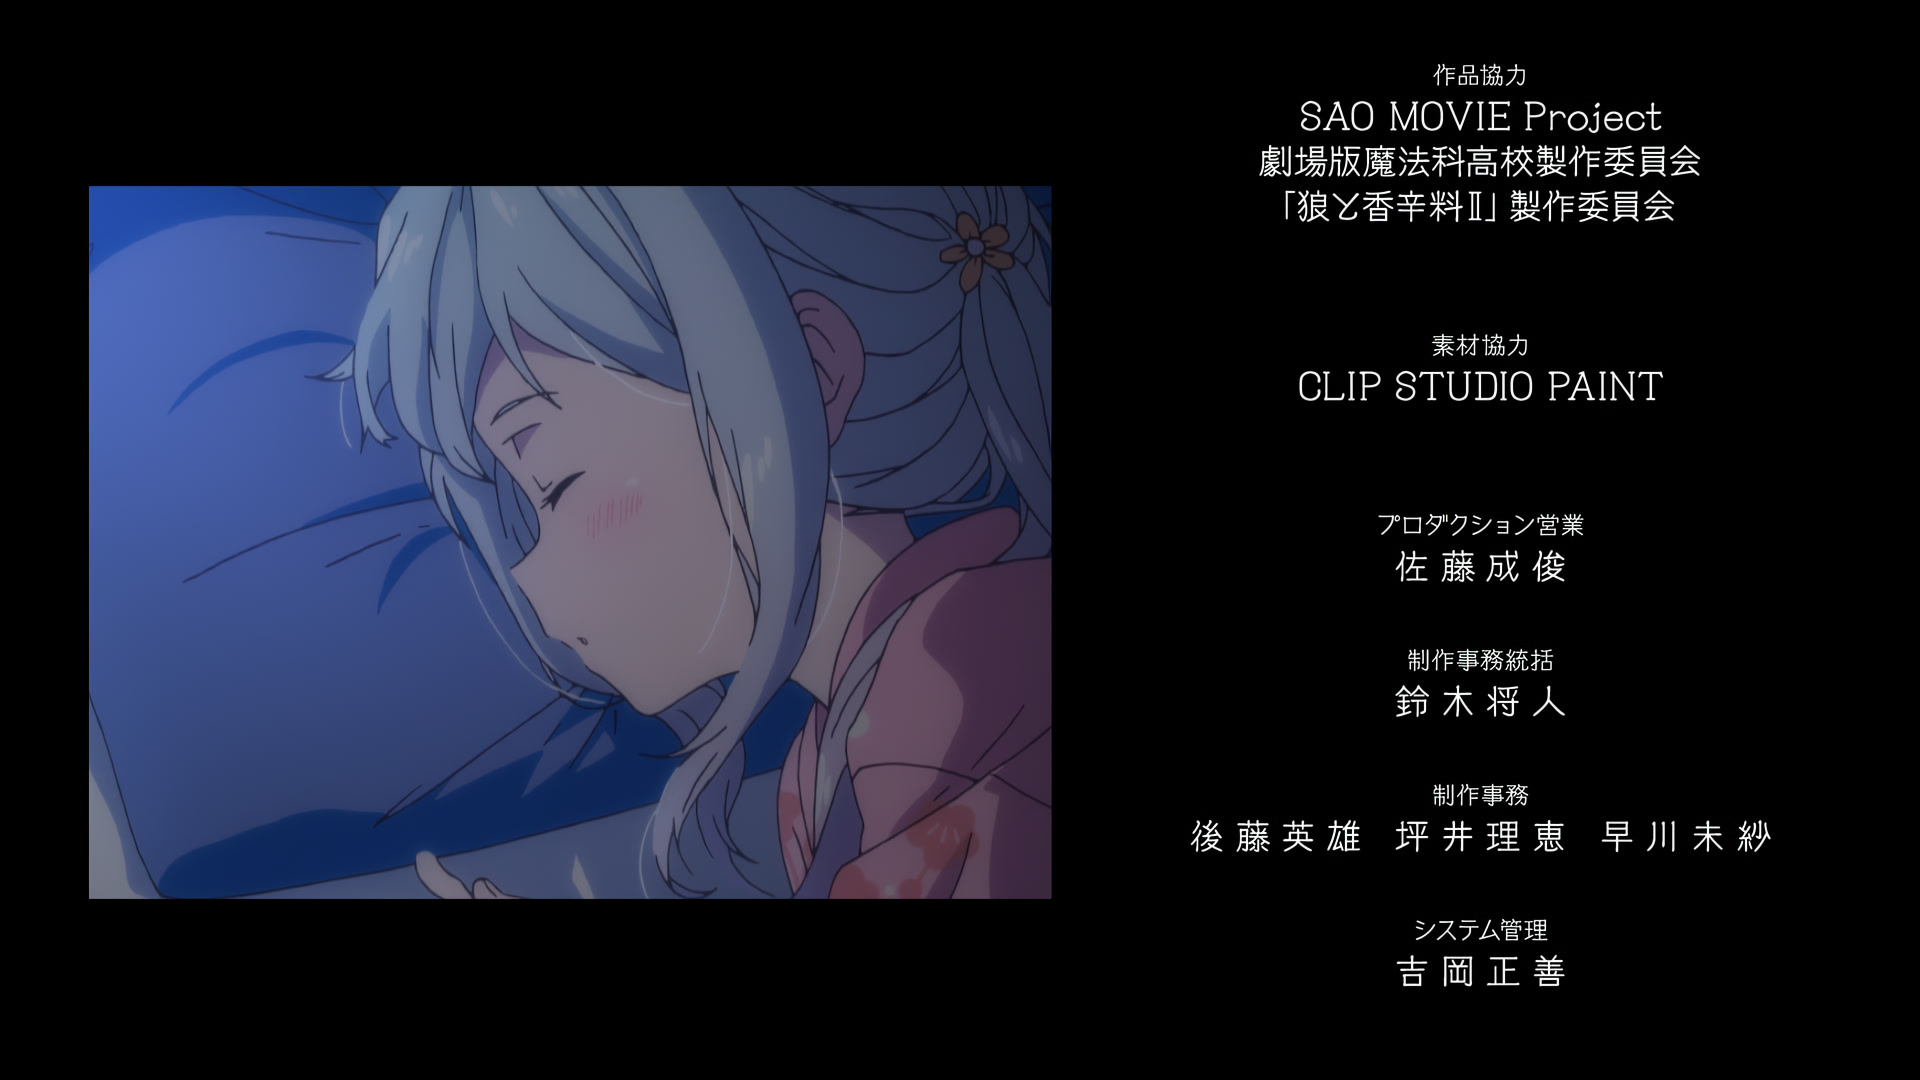 作品協力
SAO MOVIE Project
劇場版魔法科高校製作委員会
「狼と香辛料Ⅱ」製作委員会
素材協力
CLIP STUDIO PAINT
プロダクション営業
佐藤成俊
制作事務統括
鈴木将人
制作事務
後藤英雄 坪井理恵 早川未紗
システム管理
吉岡正善